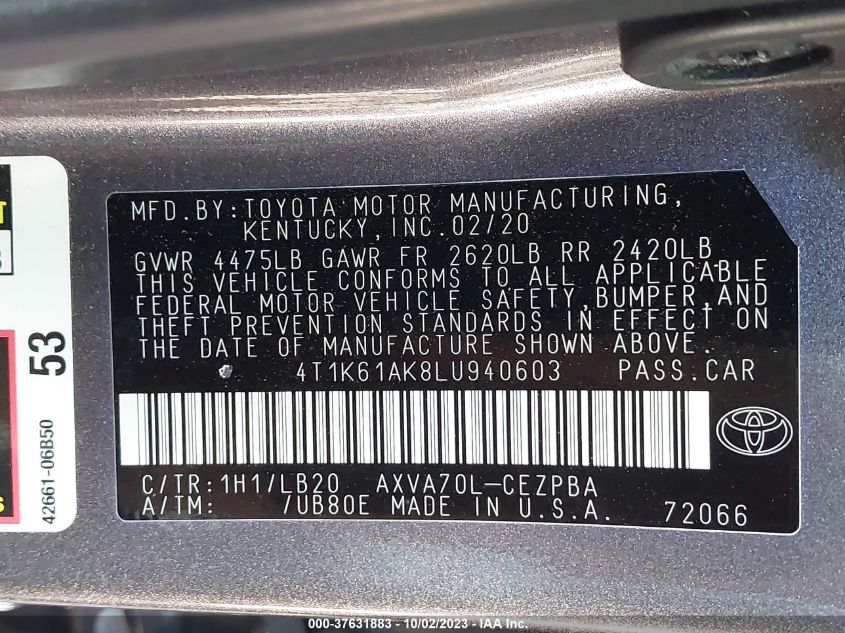 MFD.BY:TOYOTA MOTOR MANUFACTURING,
KENTUCKY,INC.02/20
GVWR 4475LB GAWR FR 2620LB RR 2420LB
THIS VEHICLE CONFORMS TO ALL APPLICABLE
FEDERAL MOTOR VEHICLE SAFETY,BUMPER,AND
THEFT PREVENTION STANDARDS IN EFFECT ON
THE DATE OF MANUFACTURE SHOWN ABOVE.
4T1K61AK8LU940603 PASS.CAR
C/TR:1H1/LB20 AXVA70L-CEZPBA
A/TM: /UB80E MADE IN U.S.A. 72066
53
42661-06B50
000-37631883 - 10/02/2023 - IAA Inc.